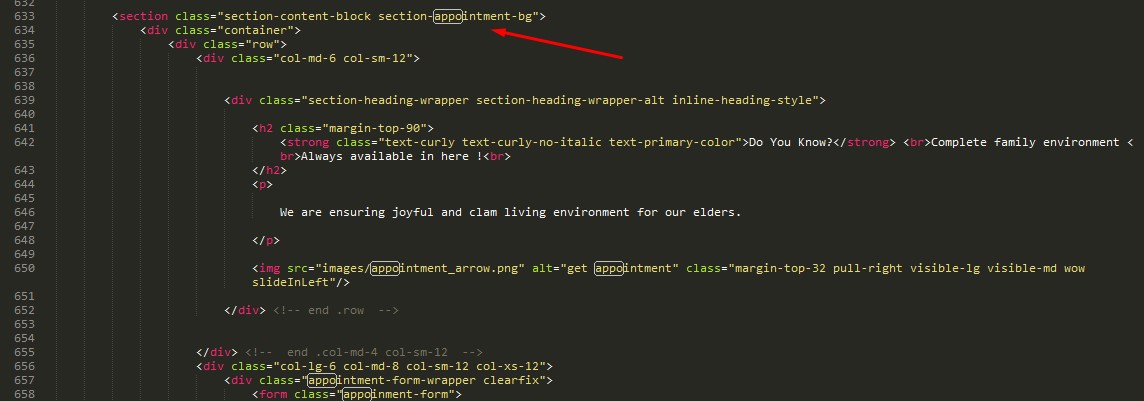 632
633 <section class="section-content-block section-appointment-bg">
634 <div class="container">
635 <div class="row">
636 <div class="col-md-6 col-sm-12">
637
638
639 <div class="section-heading-wrapper section-heading-wrapper-alt inline-heading-style">
640
641 <h2 class="margin-top-90">
642 <strong class="text-curly text-curly-no-italic text-primary-color">Do You Know?</strong> <br>Complete family environment <
br>Always available in here !<br>
643 </h2>
644 <p>
645
646 We are ensuring joyful and clam living environment for our elders.
647
648 </p>
649
650 <img src="images/appointment_arrow.png" alt="get appointment" class="margin-top-32 pull-right visible-lg visible-md wow
slideInLeft"/>
651
652 </div> <!-- end .row  -->
653
654
655 </div> <!--  end .col-md-4 col-sm-12  -->
656 <div class="col-lg-6 col-md-8 col-sm-12 col-xs-12">
657 <div class="appointment-form-wrapper clearfix">
658 <form class="appoinment-form">